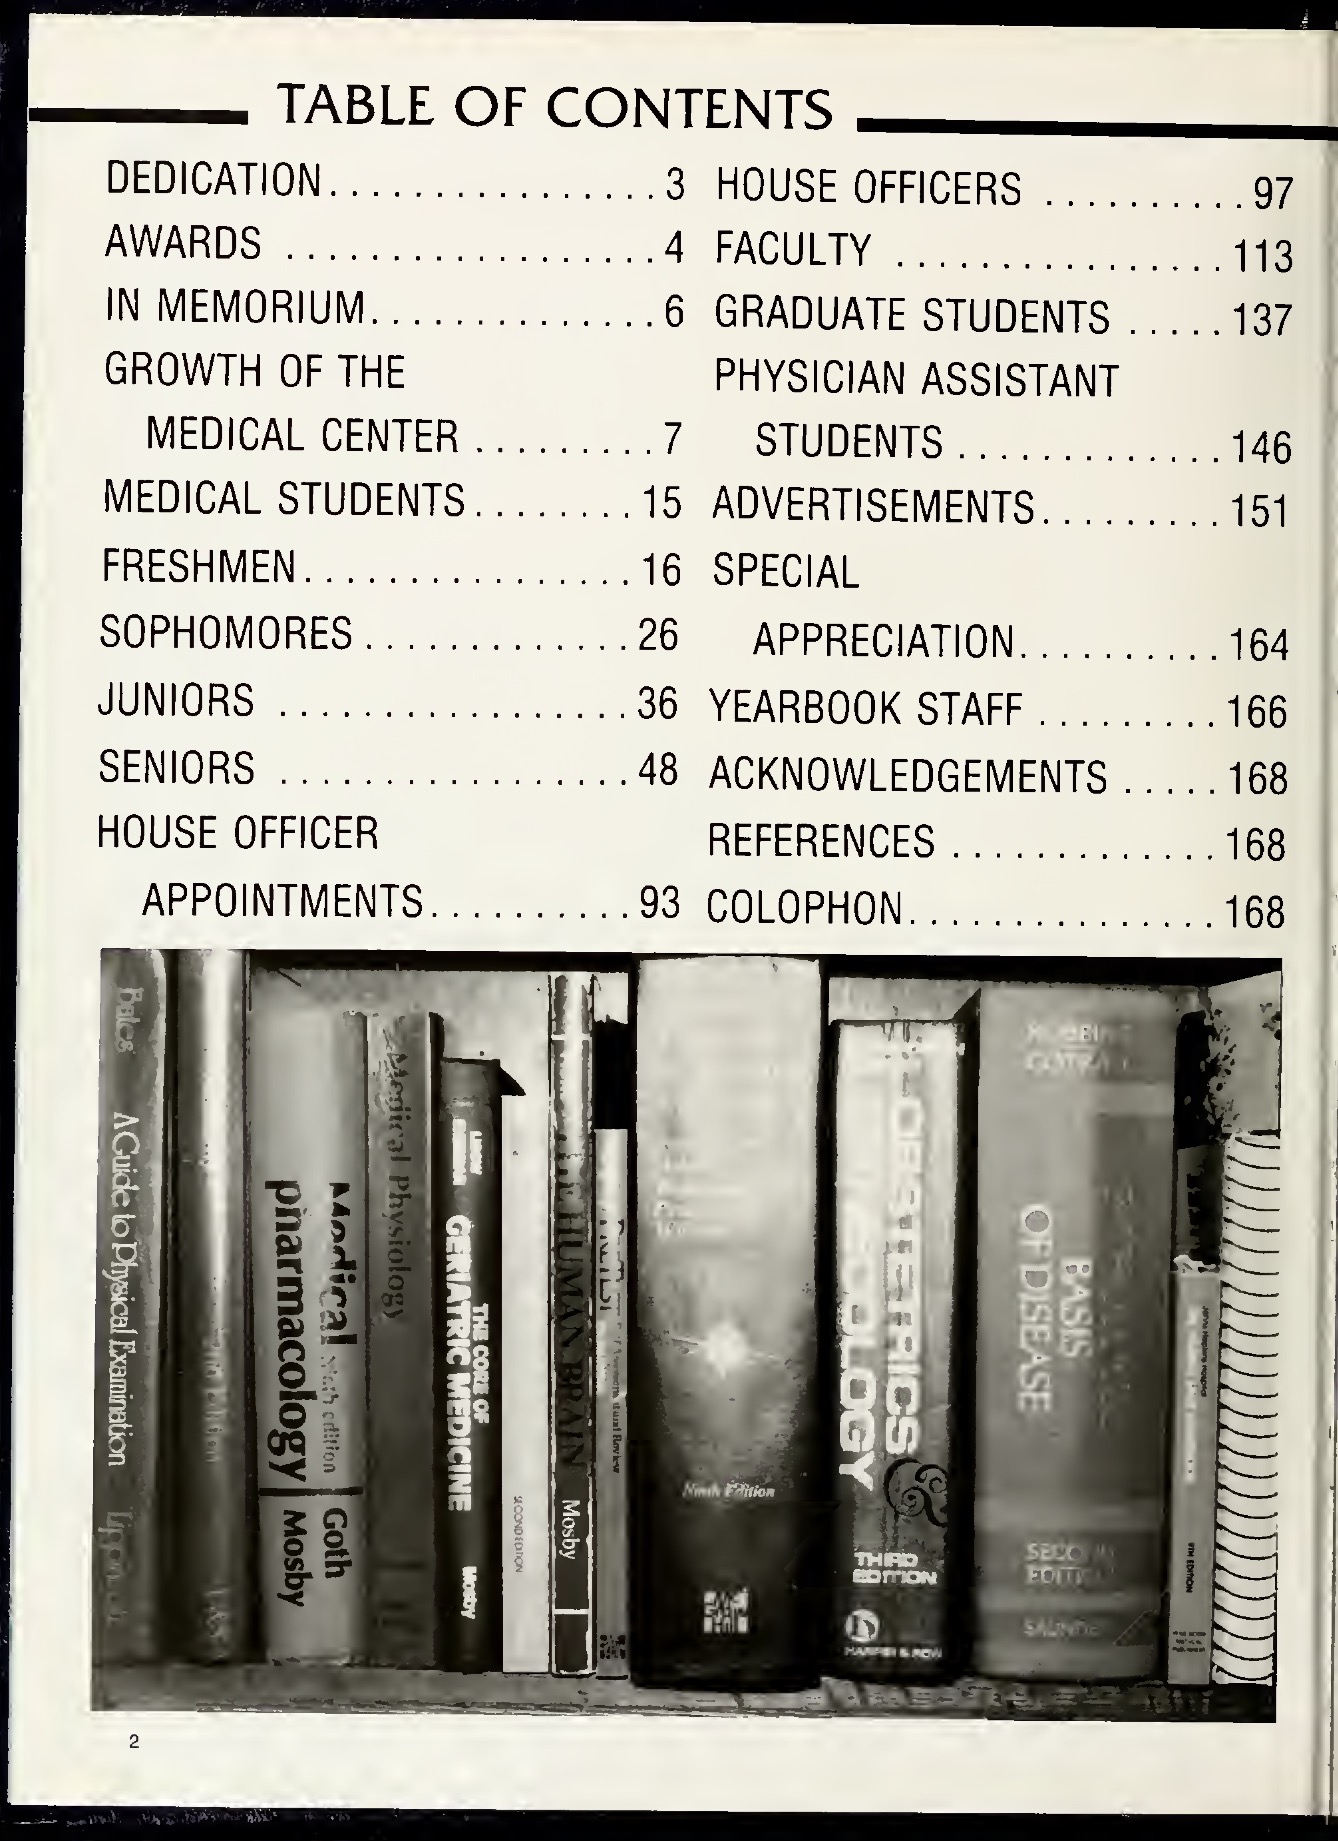 TABLE OF CONTENTS
DEDICATION................3
AWARDS ..................4
IN MEMORIUM..............6
GROWTH OF THE
MEDICAL CENTER .........7
MEDICAL STUDENTS........15
FRESHMEN................16
SOPHOMORES.............26
JUNIORS .................36
SENIORS .................48
HOUSE OFFICER
APPOINTMENTS..........93
HOUSE OFFICERS ..........97
FACULTY ................113
GRADUATE STUDENTS .....137
PHYSICIAN ASSISTANT
STUDENTS.............146
ADVERTISEMENTS.........151
SPECIAL
APPRECIATION..........164
YEARBOOK STAFF .........166
ACKNOWLEDGEMENTS .....168
REFERENCES .............168
COLOPHON...............168
Bates
A Guide to Physical Examination
Medical
pharmacology
Goth
Mosby
Medical Physiology
THE CORE OF
GERIATRIC MEDICINE
Mosby
SECOND EDITION
THE HUMAN BRAIN
Mosby
Ninth Edition
OBSTETRICS
THIRD
EDITION
HARPER & ROW
ROBBINS
BASIS
OF DISEASE
SECOND
EDITION
8TH EDITION
2